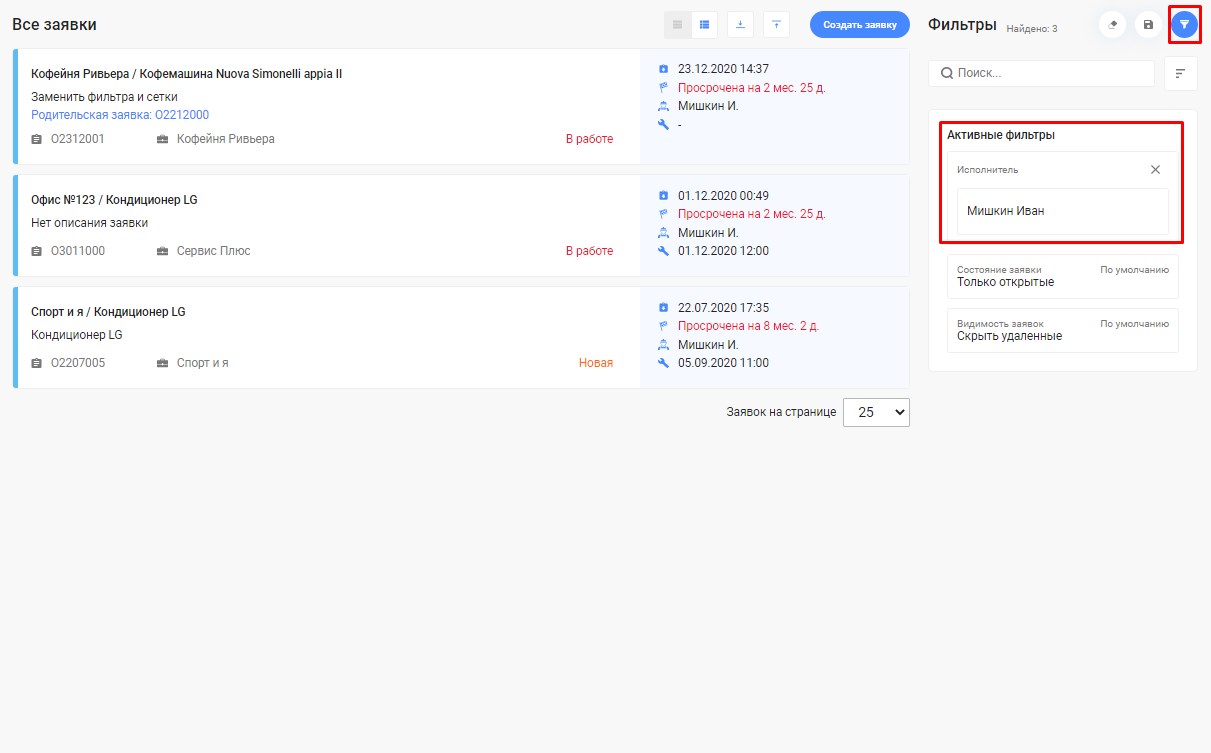 Все заявки
Создать заявку
Кофейня Ривьера / Кофемашина Nuova Simonelli appia II
Заменить фильтра и сетки
Родительская заявка: О2212000
О2312001
Кофейня Ривьера
В работе
23.12.2020 14:37
Просрочена на 2 мес. 25 д.
Мишкин И.
-
Офис №123 / Кондиционер LG
Нет описания заявки
О3011000
Сервис Плюс
В работе
01.12.2020 00:49
Просрочена на 2 мес. 25 д.
Мишкин И.
01.12.2020 12:00
Спорт и я / Кондиционер LG
Кондиционер LG
О2207005
Спорт и я
Новая
22.07.2020 17:35
Просрочена на 8 мес. 2 д.
Мишкин И.
05.09.2020 11:00
Заявок на странице
25
Фильтры
Найдено: 3
Поиск...
Активные фильтры
Исполнитель
Мишкин Иван
Состояние заявки
По умолчанию
Только открытые
Видимость заявок
По умолчанию
Скрыть удаленные